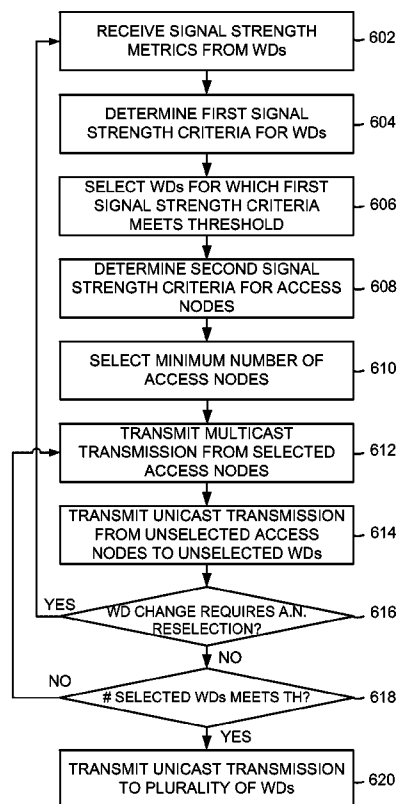 RECEIVE SIGNAL STRENGTH
METRICS FROM WDs
602
DETERMINE FIRST SIGNAL
STRENGTH CRITERIA FOR WDs
604
SELECT WDs FOR WHICH FIRST
SIGNAL STRENGTH CRITERIA
MEETS THRESHOLD
606
DETERMINE SECOND SIGNAL
STRENGTH CRITERIA FOR ACCESS
NODES
608
SELECT MINIMUM NUMBER OF
ACCESS NODES
610
TRANSMIT MULTICAST
TRANSMISSION FROM SELECTED
ACCESS NODES
612
TRANSMIT UNICAST TRANSMISSION
FROM UNSELECTED ACCESS
NODES TO UNSELECTED WDs
614
YES
WD CHANGE REQUIRES A.N.
RESELECTION?
616
NO
NO
# SELECTED WDs MEETS TH?
618
YES
TRANSMIT UNICAST TRANSMISSION
TO PLURALITY OF WDs
620